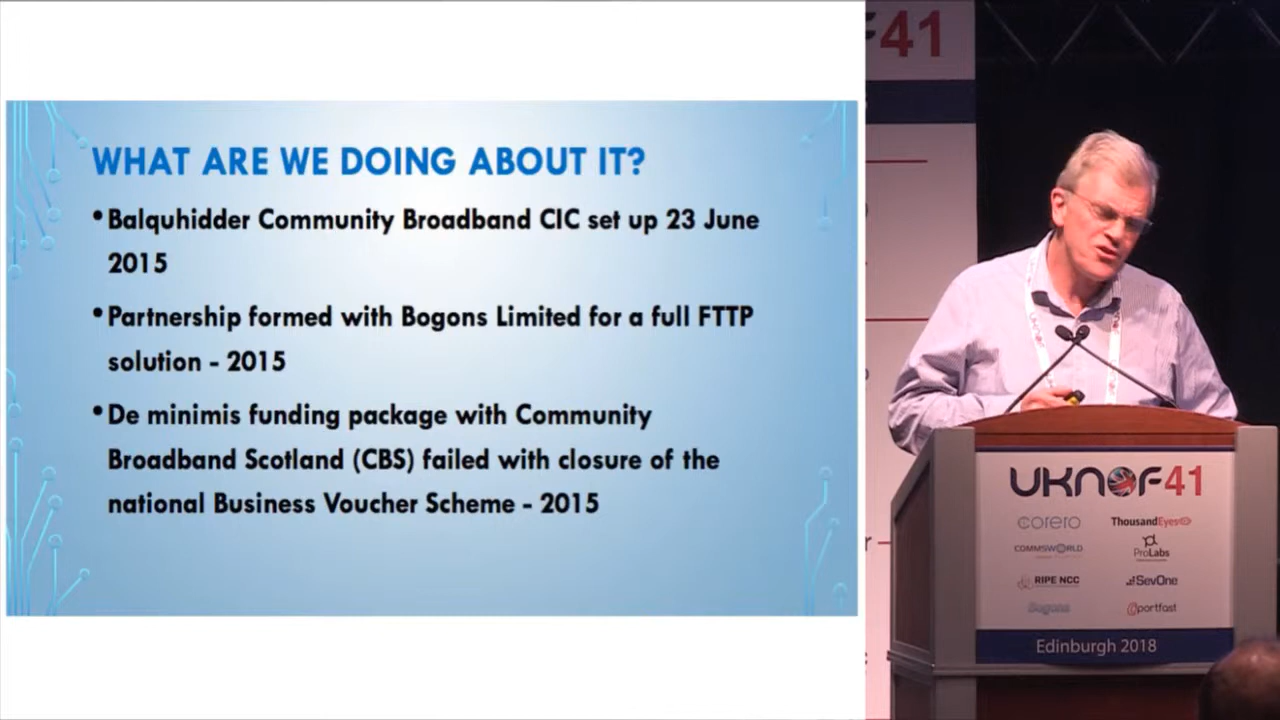 WHAT ARE WE DOING ABOUT IT?
•Balquhidder Community Broadband CIC set up 23 June
2015
•Partnership formed with Bogons Limited for a full FTTP
solution - 2015
•De minimis funding package with Community
Broadband Scotland (CBS) failed with closure of the
national Business Voucher Scheme - 2015
41
UKNOF41
corero
ThousandEyes
COMMSWORLD
ProLabs
RIPE NCC
SevOne
Bogons
portfast
Edinburgh 2018